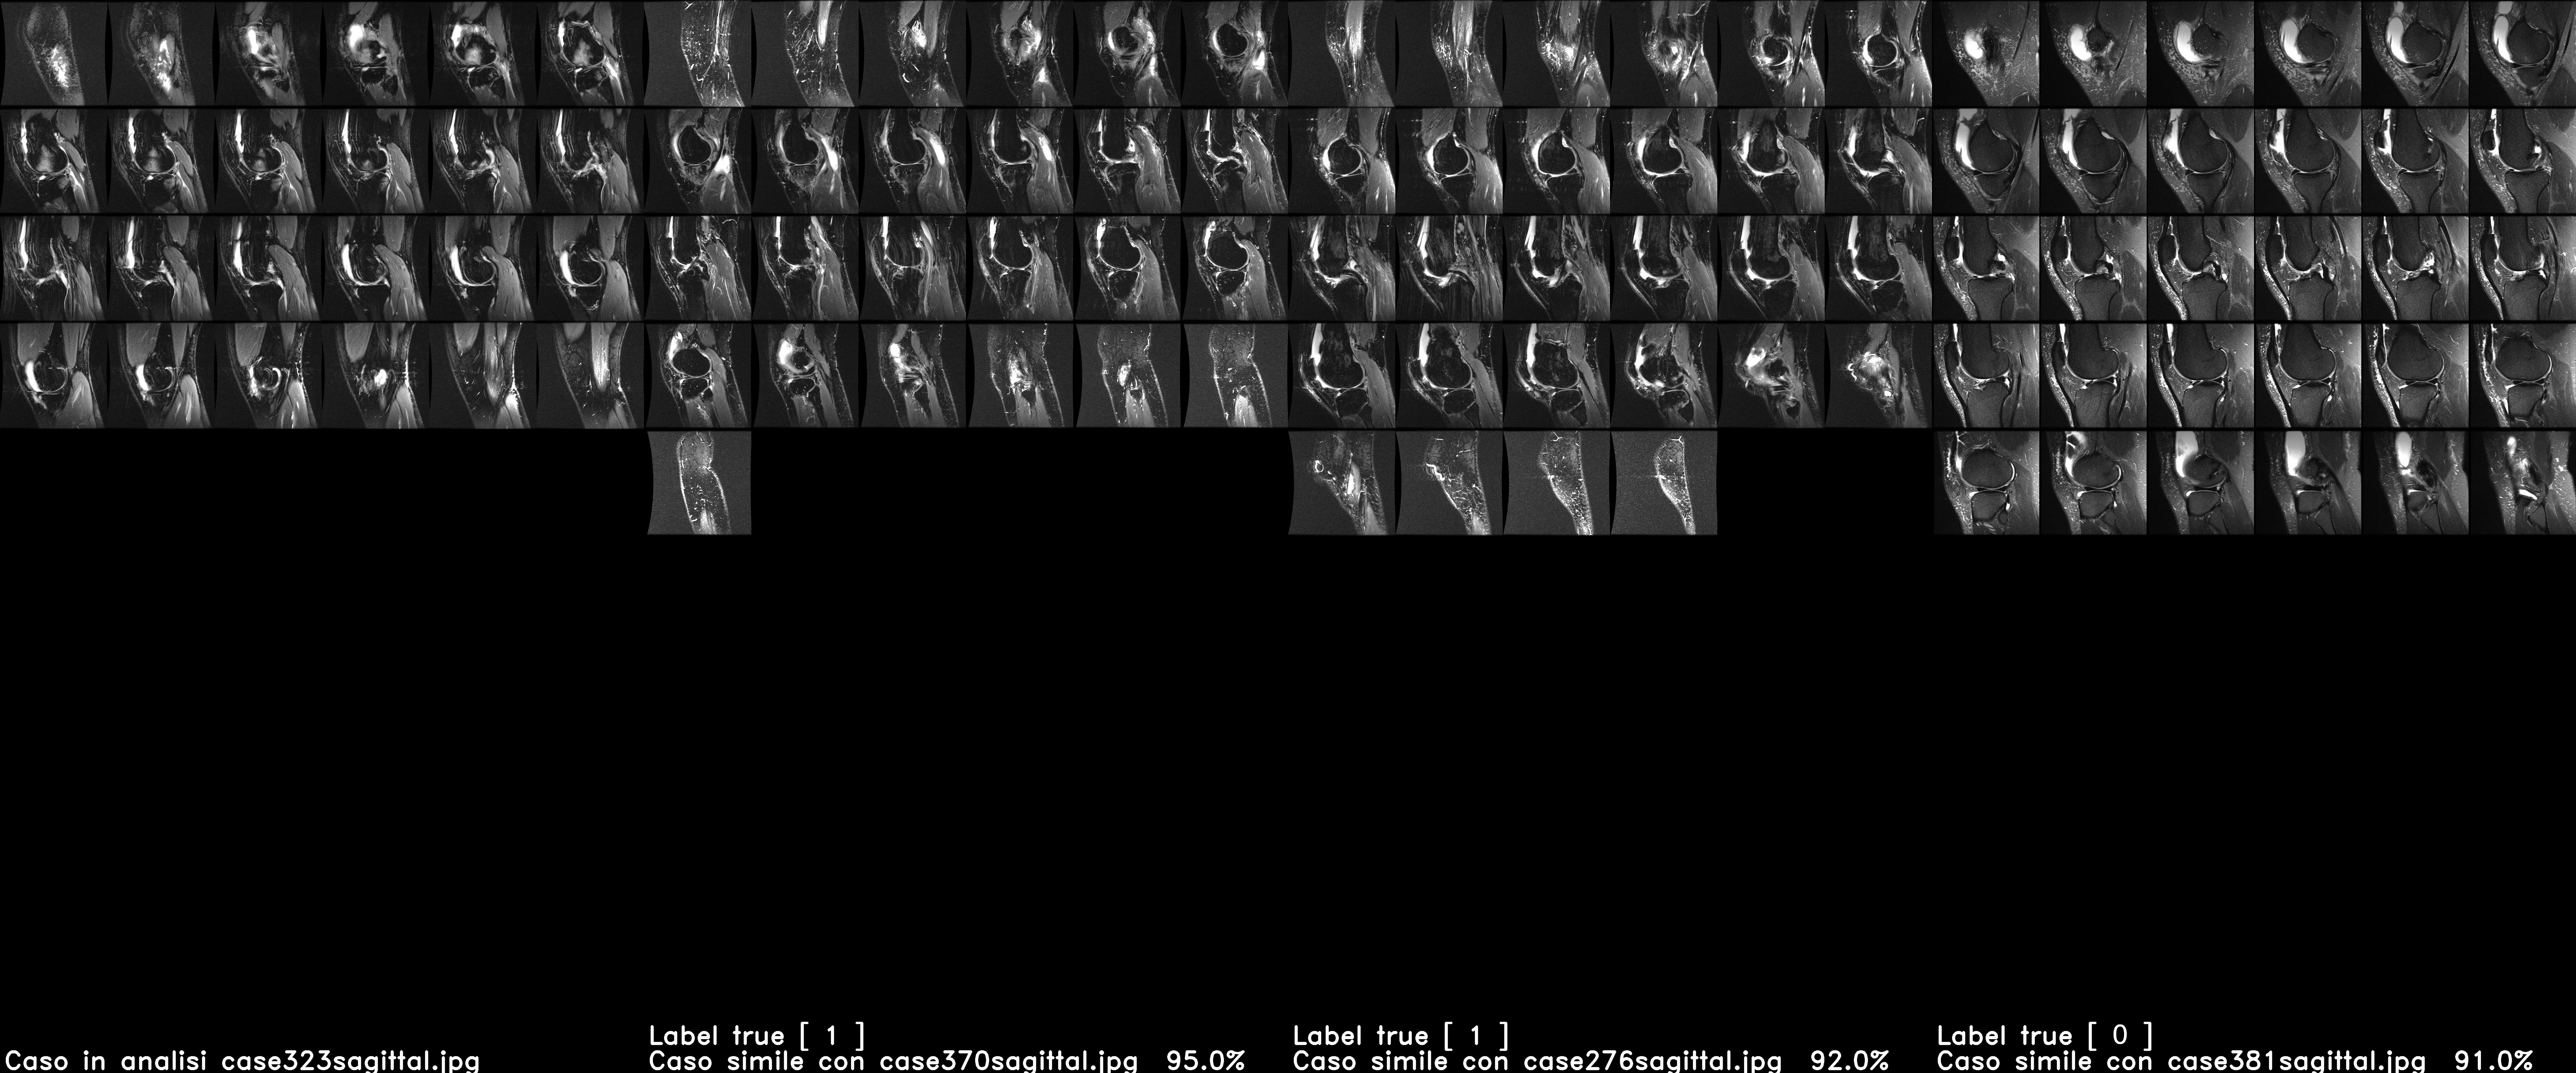 Caso in analisi case323sagittal.jpg
Label true [ 1 ]
Caso simile con case370sagittal.jpg 95.0%
Label true [ 1 ]
Caso simile con case276sagittal.jpg 92.0%
Label true [ 0 ]
Caso simile con case381sagittal.jpg 91.0%